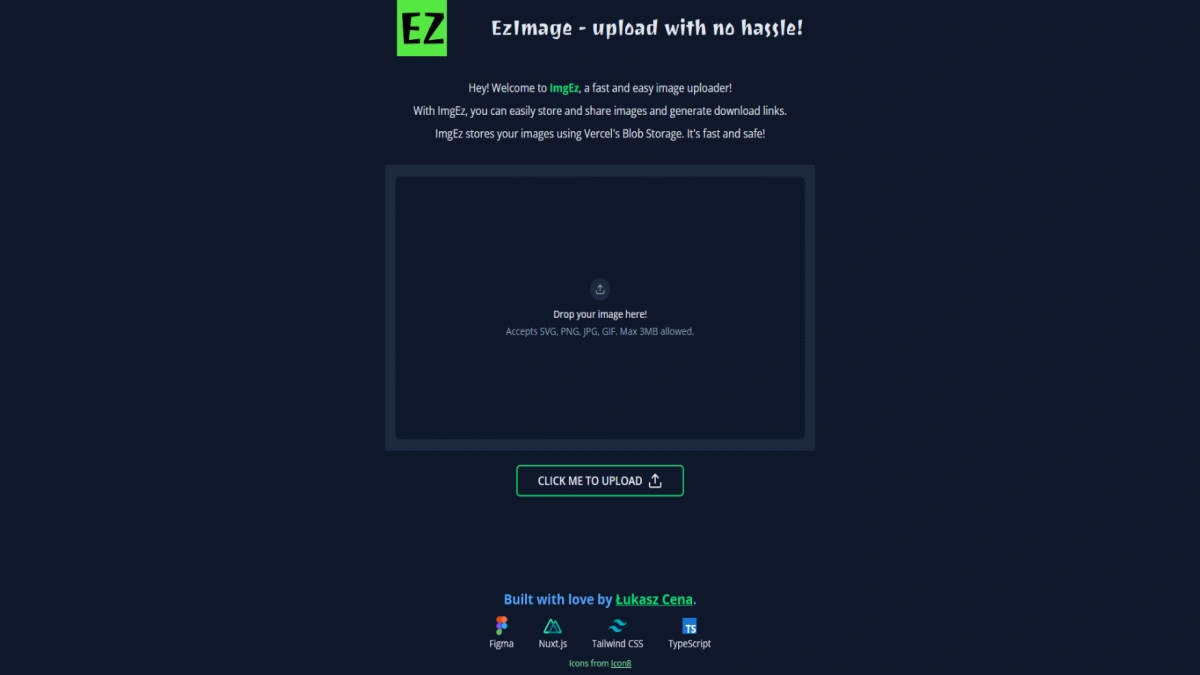 EZ
EzImage - upload with no hassle!
Hey! Welcome to ImgEz, a fast and easy image uploader!
With ImgEz, you can easily store and share images and generate download links.
ImgEz stores your images using Vercel's Blob Storage. It's fast and safe!
Drop your image here!
Accepts SVG, PNG, JPG, GIF. Max 3MB allowed.
CLICK ME TO UPLOAD
Built with love by Łukasz Cena.
TS
Figma Nuxt.js Tailwind CSS TypeScript
Icons from Icon8